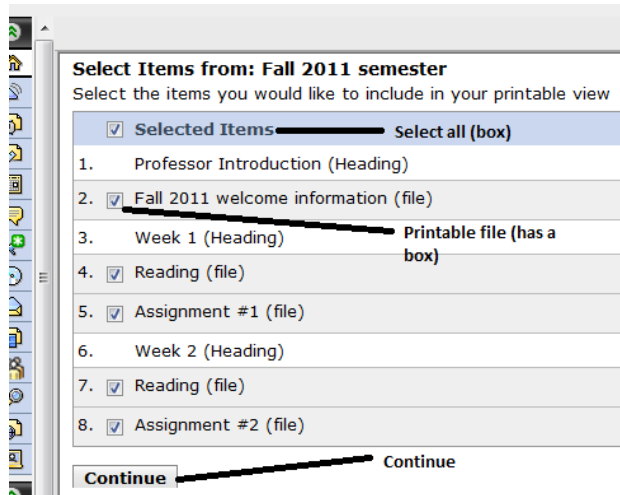 Select Items from: Fall 2011 semester
Select the items you would like to include in your printable view
Selected Items Select all (box)
1. Professor Introduction (Heading)
2. Fall 2011 welcome information (file)
Printable file (has a
3. Week 1 (Heading)
box)
4. Reading (file)
5. Assignment #1 (file)
6. Week 2 (Heading)
7. Reading (file)
8. Assignment #2 (file)
Continue
Continue